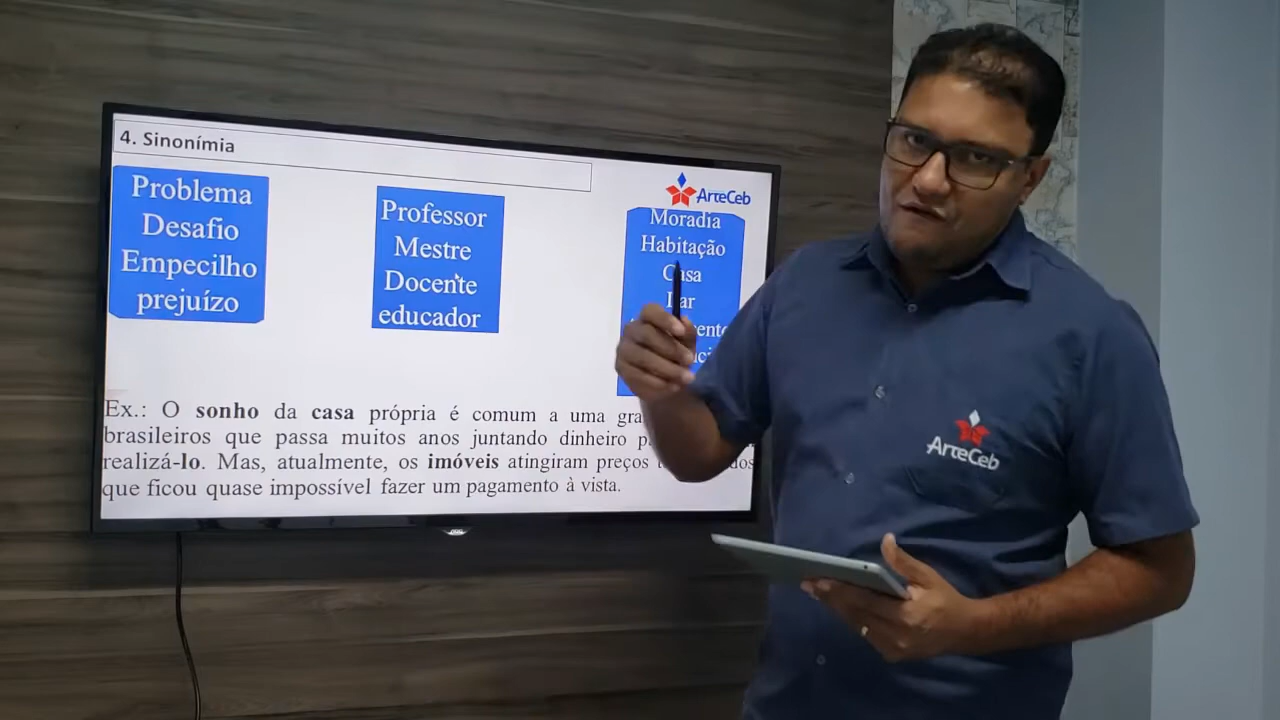 4. Sinonímia
Problema
Desafio
Empecilho
prejuízo
Professor
Mestre
Docente
educador
ArteCeb
Moradia
Habitação
Casa
Lar
Ex.: O sonho da casa própria é comum a uma
brasileiros que passa muitos anos juntando dinheiro
realizá-lo. Mas, atualmente, os imóveis atingiram preços
que ficou quase impossível fazer um pagamento à vista.
ArteCeb